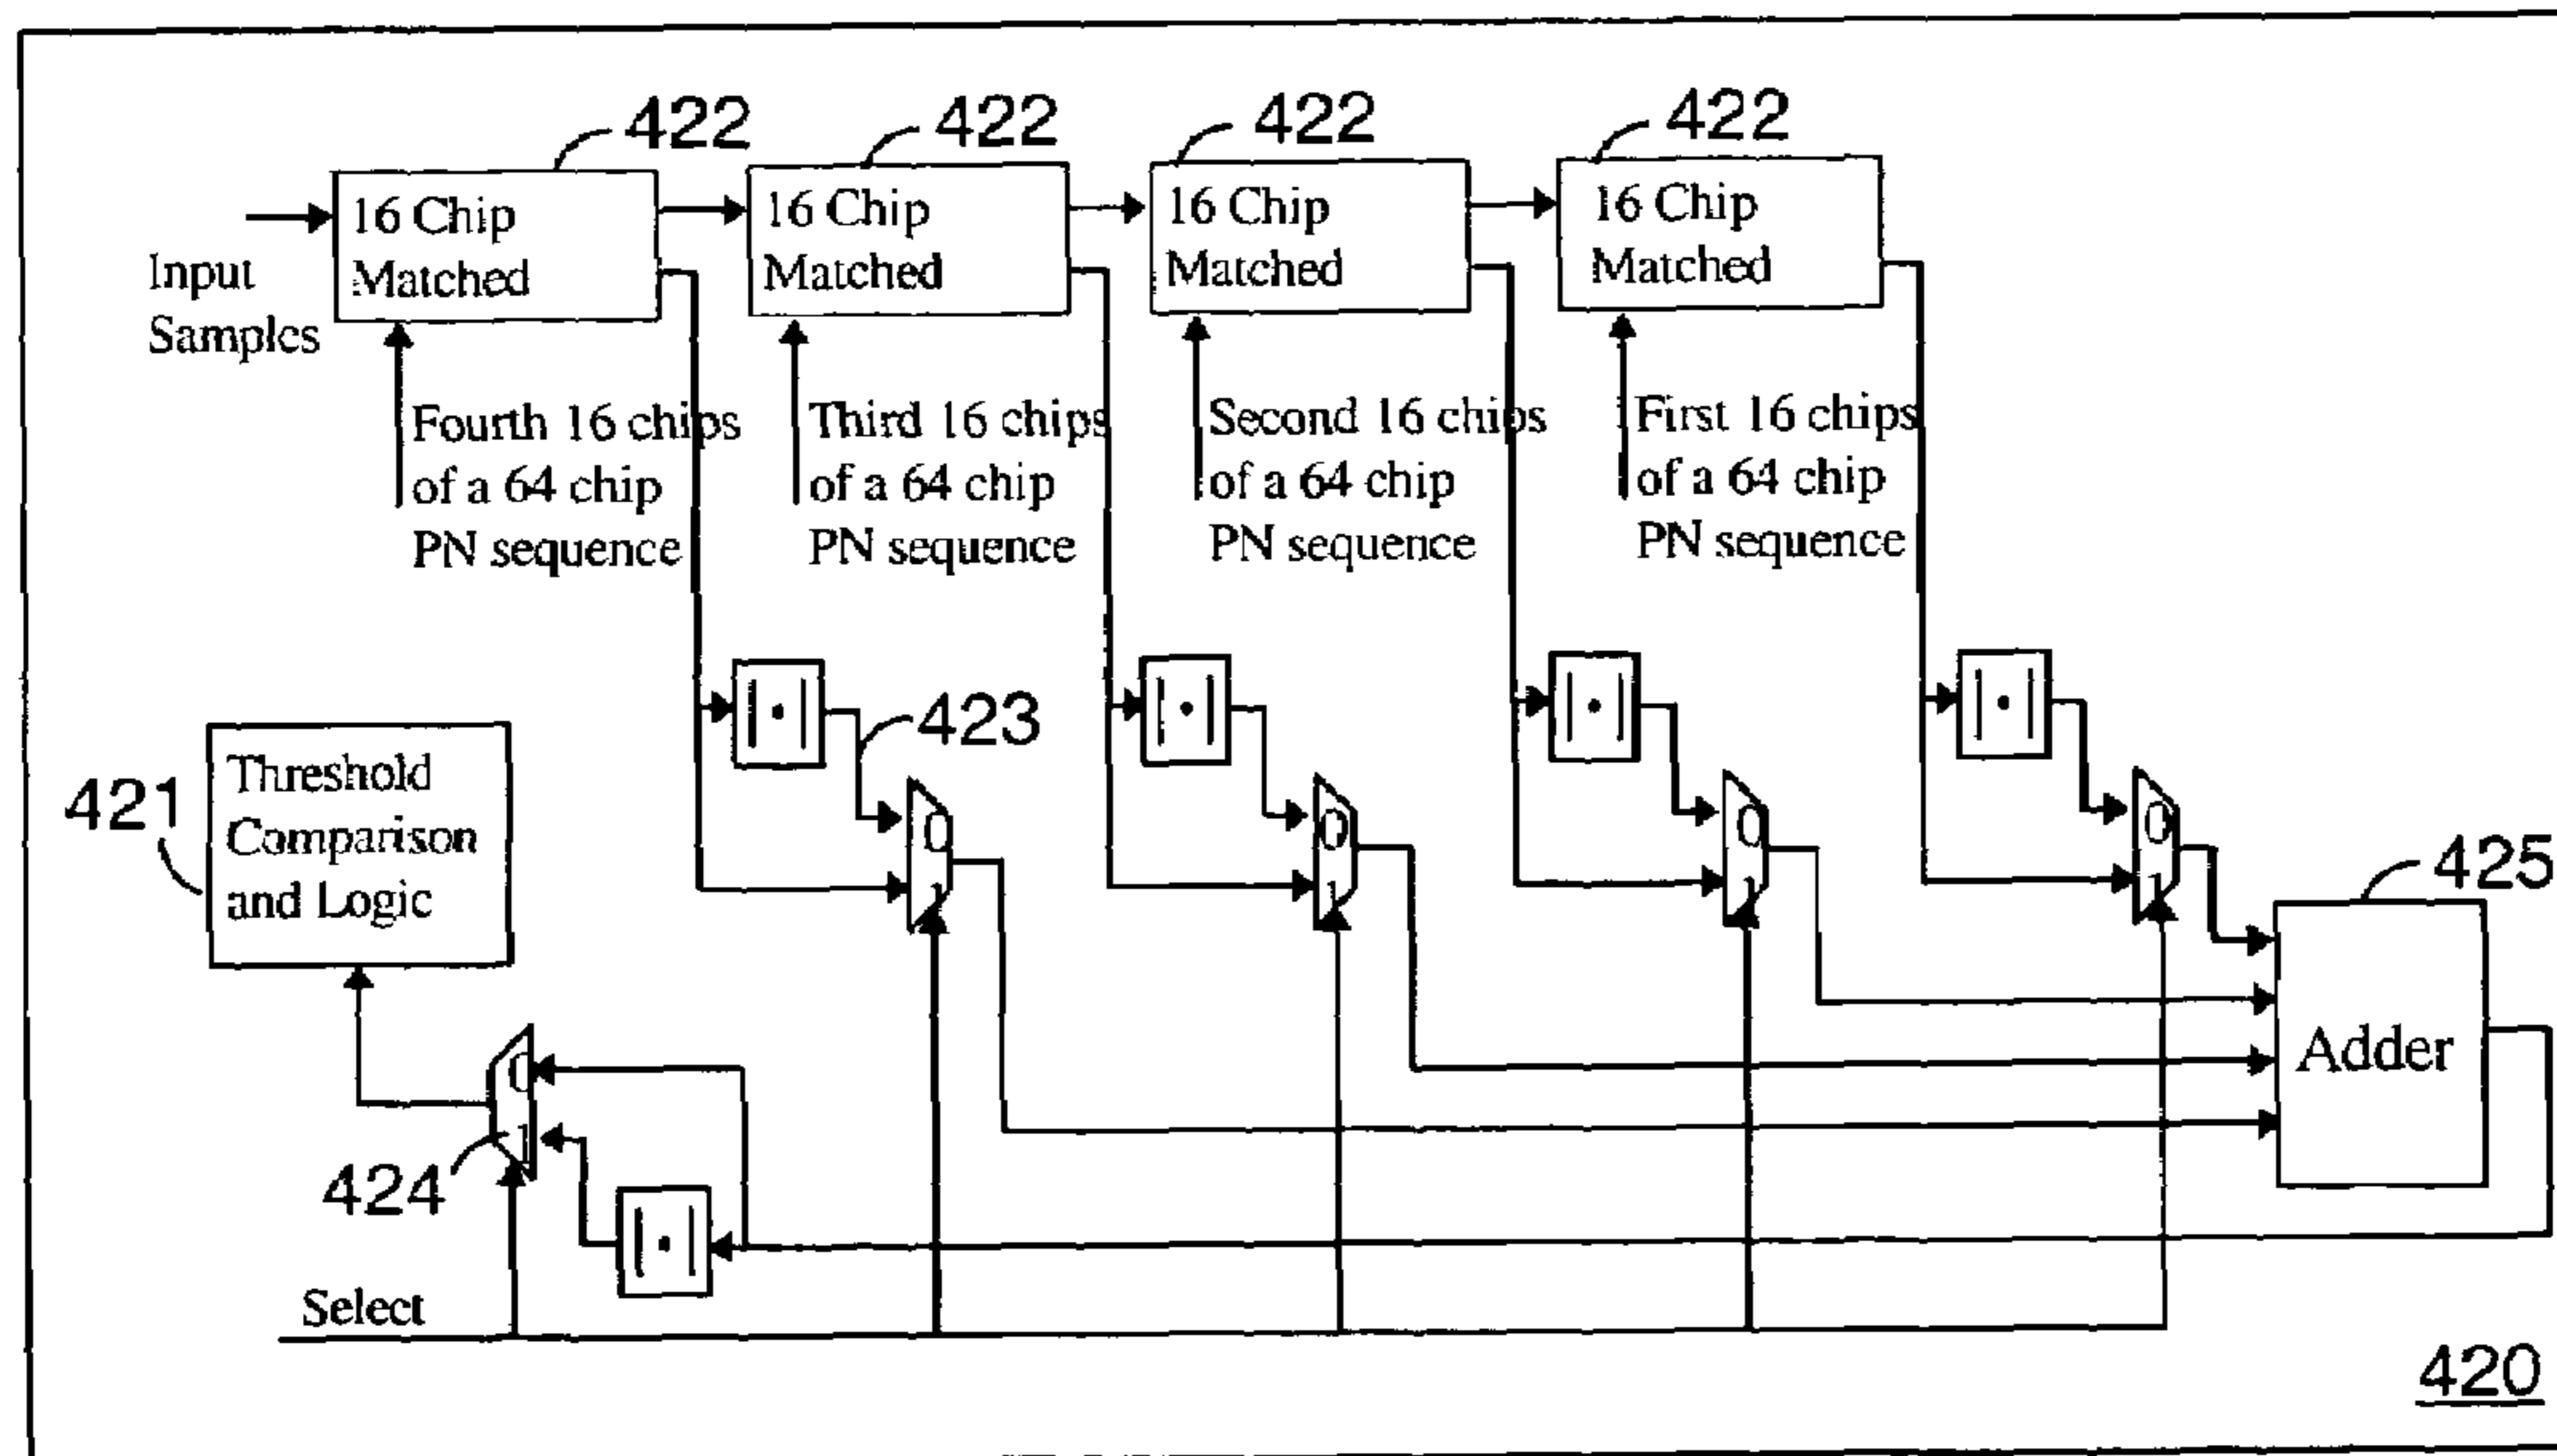 422
422
422
422
16 Chip
Matched
16 Chip
Matched
16 Chip
Matched
16 Chip
Matched
Input
Samples
Fourth 16 chips
of a 64 chip
PN sequence
Third 16 chips
of a 64 chip
PN sequence
Second 16 chips
of a 64 chip
PN sequence
First 16 chips
of a 64 chip
PN sequence
423
421
Threshold
Comparison
and Logic
0
1
0
1
0
1
0
1
425
Adder
0
1
424
Select
420